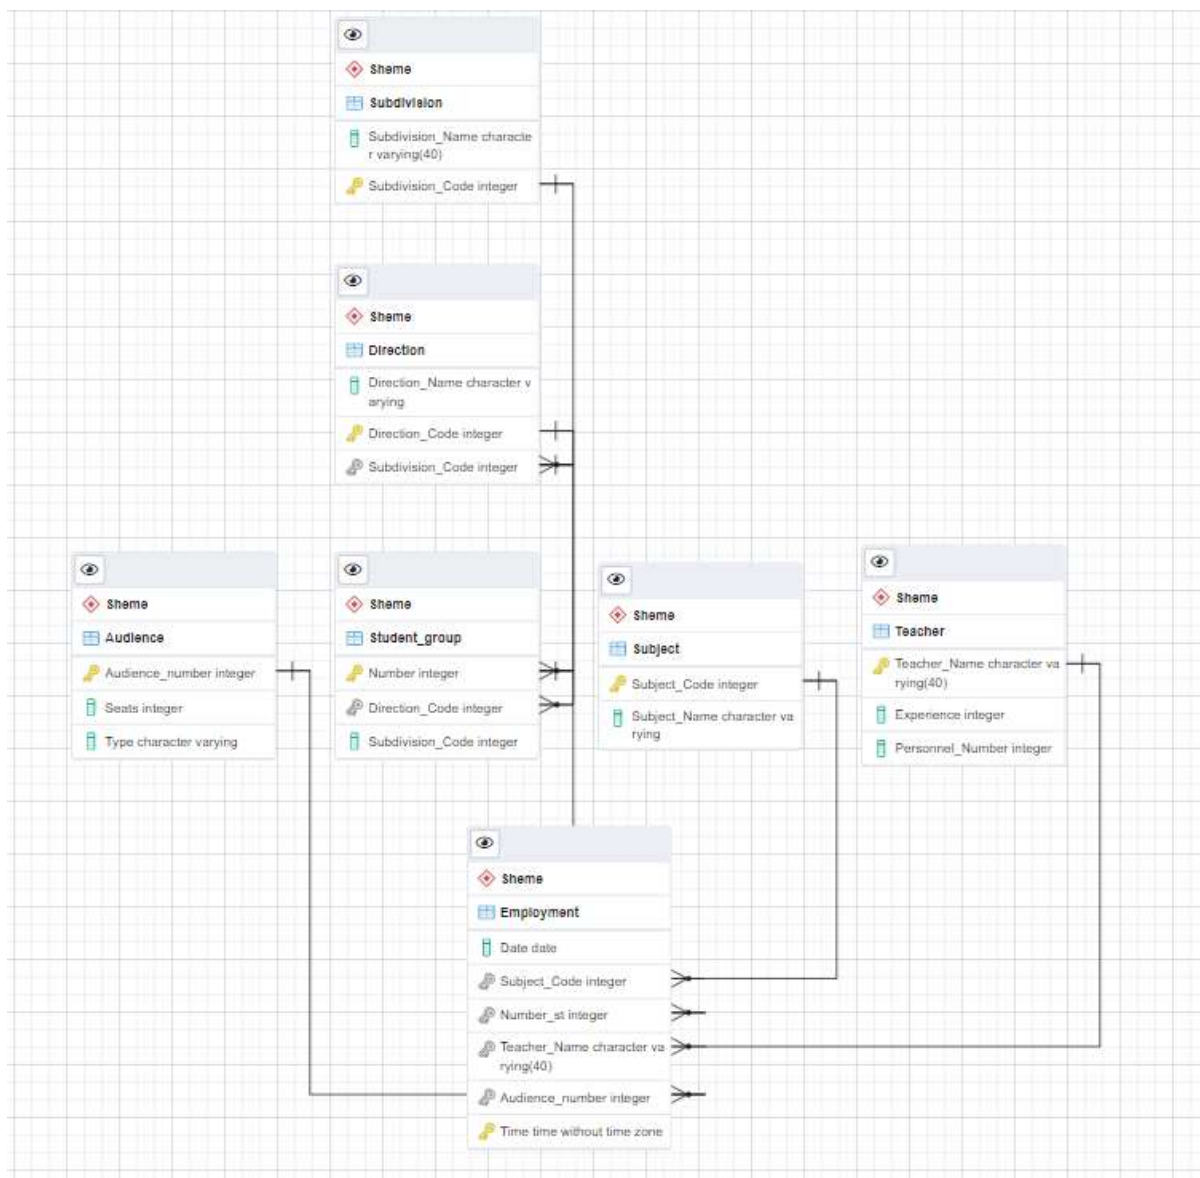 Sheme
Subdivision
Subdivision_Name characte
r varying(40)
Subdivision_Code integer
Sheme
Direction
Direction_Name character v
arying
Direction_Code integer
Subdivision_Code integer
Sheme
Audience
Audience_number integer
Seats integer
Type character varying
Sheme
Student_group
Number integer
Direction_Code integer
Subdivision_Code integer
Sheme
Subject
Subject_Code integer
Subject_Name character va
rying
Sheme
Teacher
Teacher_Name character va
rying(40)
Experience integer
Personnel_Number integer
Sheme
Employment
Date date
Subject_Code integer
Number_st integer
Teacher_Name character va
rying(40)
Audience_number integer
Time time without time zone